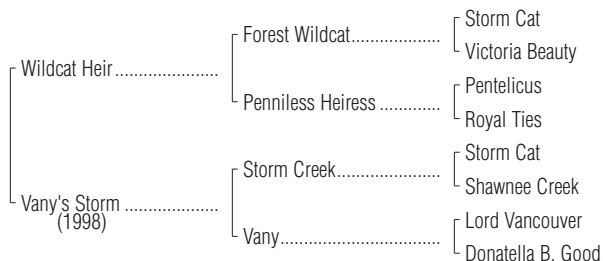 Storm Cat
Forest Wildcat....................
Victoria Beauty
Wildcat Heir .......................
Pentelicus
Penniless Heiress ..............
Royal Ties
Storm Cat
Storm Creek.......................
Shawnee Creek
Vany's Storm .....................
(1998)
Lord Vancouver
Vany....................................
Donatella B. Good